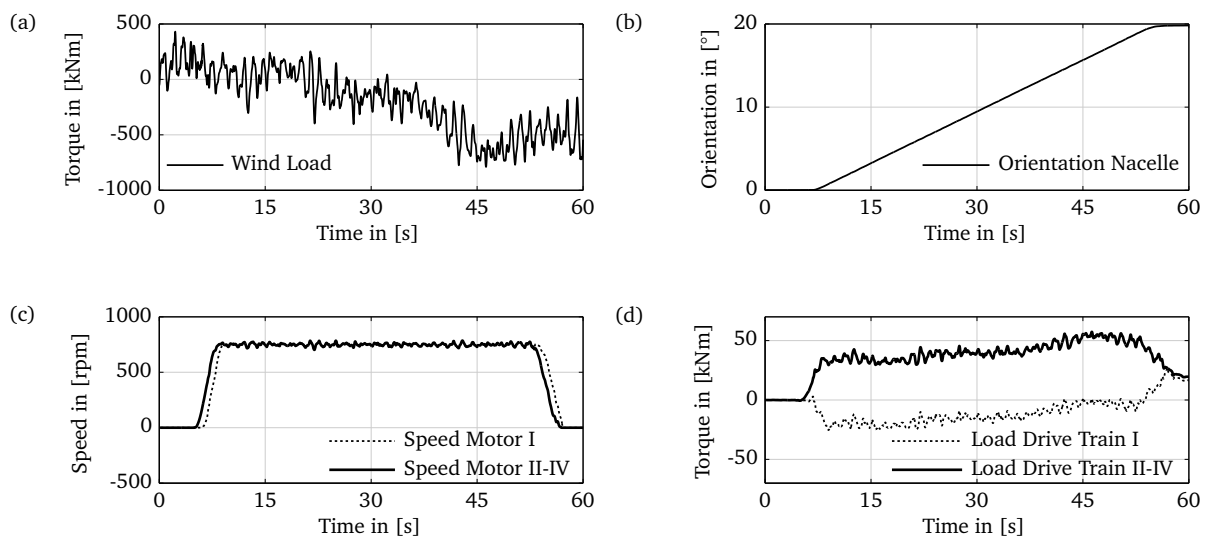 (a)
500
0
-500
-1000
Torque in [kNm]
Wind Load
0 15 30 45 60
Time in [s]
(b)
20
10
0
Orientation in [°]
Orientation Nacelle
0 15 30 45 60
Time in [s]
(c)
1000
500
0
-500
Speed in [rpm]
Speed Motor I
Speed Motor II-IV
0 15 30 45 60
Time in [s]
(d)
50
0
-50
Torque in [kNm]
Load Drive Train I
Load Drive Train II-IV
0 15 30 45 60
Time in [s]